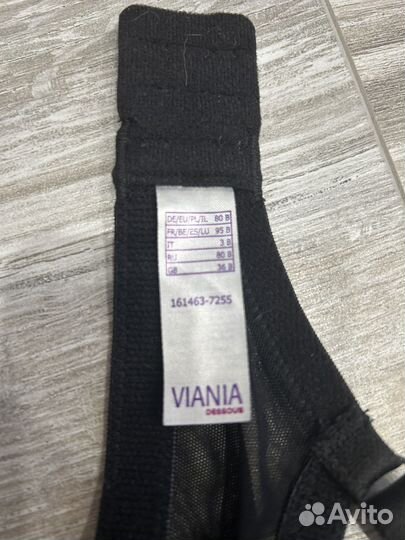 DE/EU/PL/IL 80 B
FR/BE/ES/LU 95 B
IT 3 B
RU 80 B
GB 36 B
161463-7255
VIANIA
DESSOUS
Avito